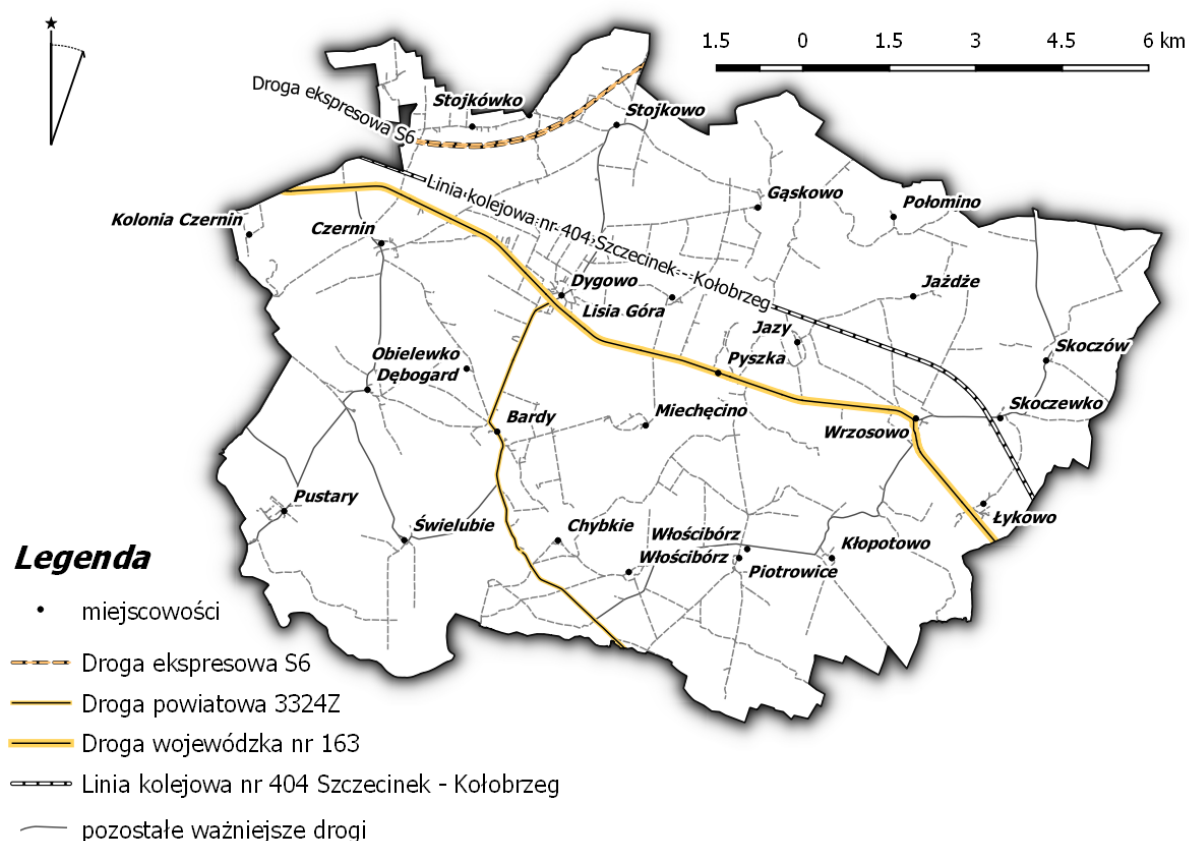 1.5 0 1.5 3 4.5 6 km
Droga ekspresowa S6
Stojkówko
Stojkowo
Linia kolejowa nr 404 Szczecinek - Kołobrzeg
Gąskowo
Połomino
Kolonia Czernin
Czernin
Dygowo
Lisia Góra
Jażdże
Jazy
Pyszka
Skoczów
Obielewko
Dębogard
Bardy
Miechęcino
Skoczewko
Wrzosowo
Pustary
Świelubie
Chybkie
Włościbórz
Włościbórz
Piotrowice
Kłopotowo
Łykowo
Legenda
miejscowości
Droga ekspresowa S6
Droga powiatowa 3324Z
Droga wojewódzka nr 163
Linia kolejowa nr 404 Szczecinek - Kołobrzeg
pozostałe ważniejsze drogi